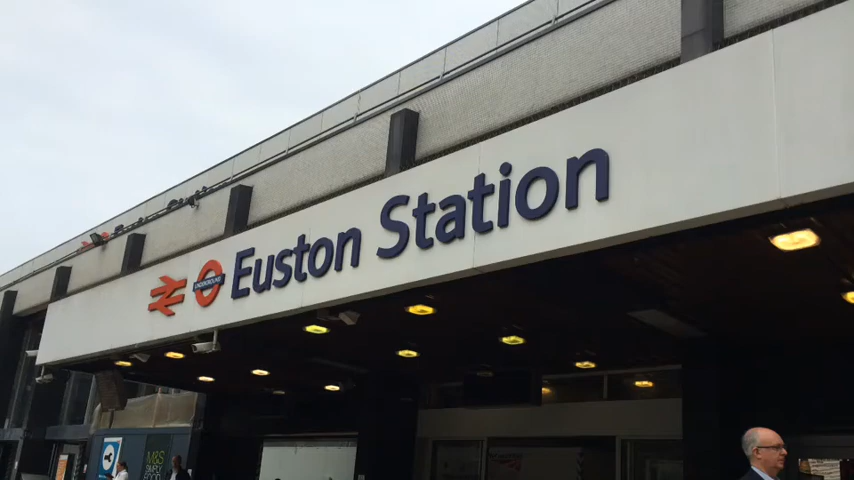 UNDERGROUND
Euston Station
M&S
SIMPLY
FOOD